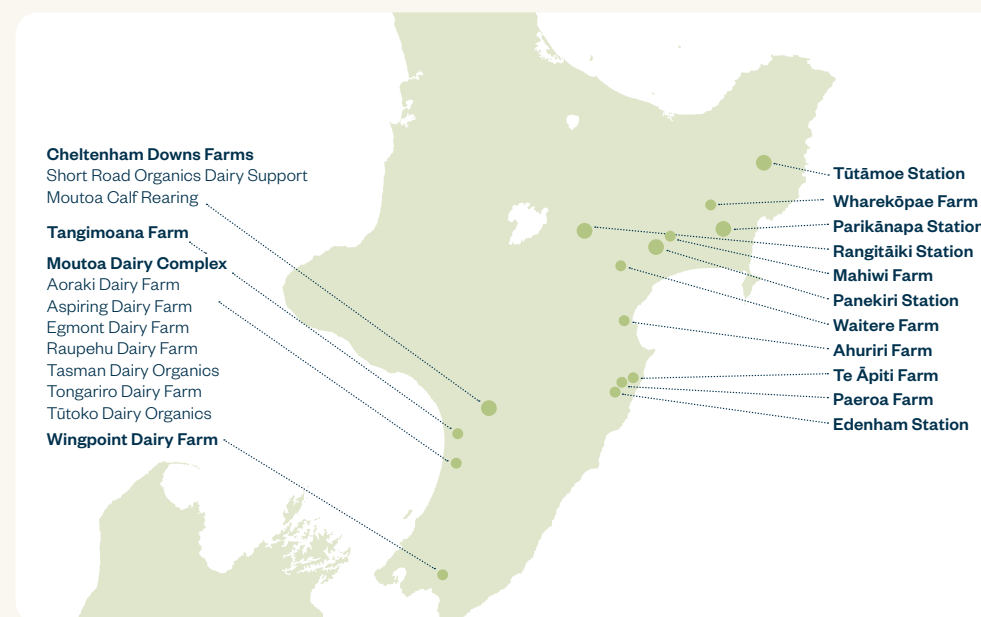 Cheltenham Downs Farms
Short Road Organics Dairy Support
Moutoa Calf Rearing
Tangimoana Farm
Moutoa Dairy Complex
Aoraki Dairy Farm
Aspiring Dairy Farm
Egmont Dairy Farm
Raupehu Dairy Farm
Tasman Dairy Organics
Tongariro Dairy Farm
Tūtoko Dairy Organics
Wingpoint Dairy Farm
Tūtāmoe Station
Wharekōpae Farm
Parikānapa Station
Rangitāiki Station
Mahiwi Farm
Panekiri Station
Waitere Farm
Ahuriri Farm
Te Āpiti Farm
Paeroa Farm
Edenham Station